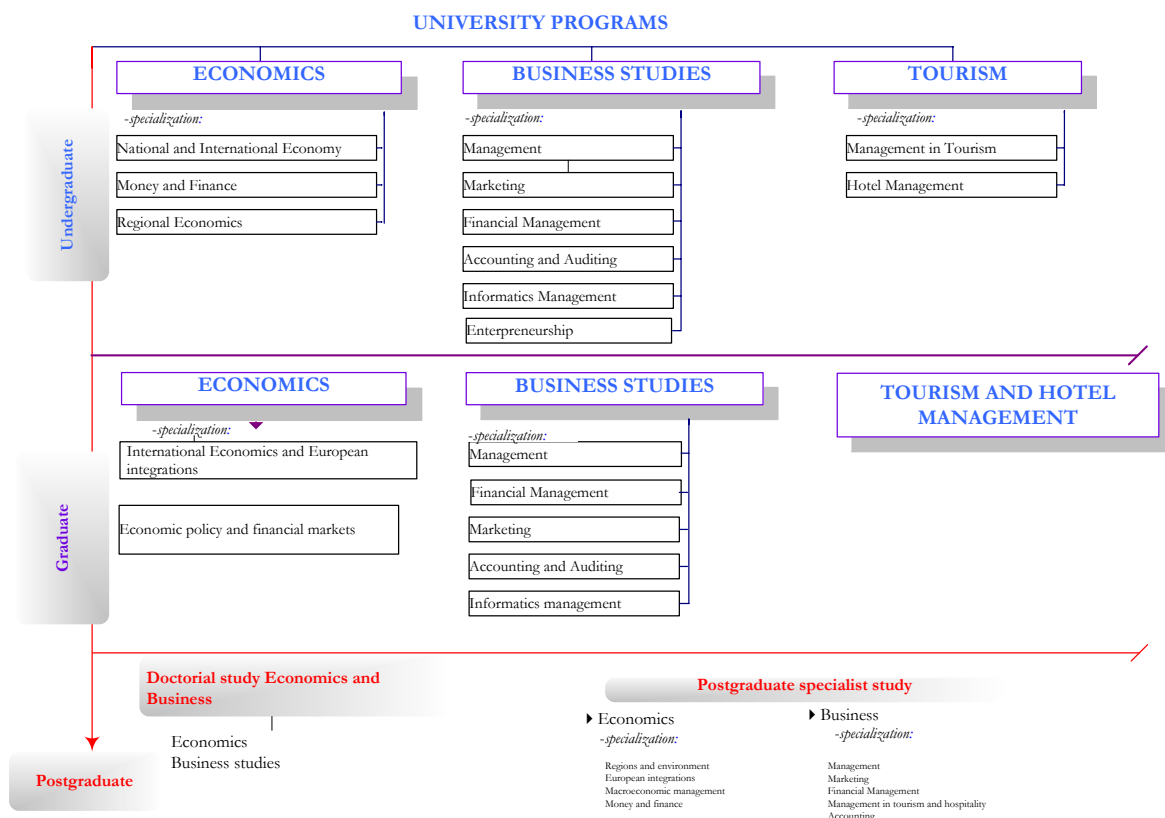 UNIVERSITY PROGRAMS
Undergraduate
ECONOMICS
-specialization:
National and International Economy
Money and Finance
Regional Economics
BUSINESS STUDIES
-specialization:
Management
Marketing
Financial Management
Accounting and Auditing
Informatics Management
Enterpreneurship
TOURISM
-specialization:
Management in Tourism
Hotel Management
Graduate
ECONOMICS
-specialization:
International Economics and European
integrations
Economic policy and financial markets
BUSINESS STUDIES
-specialization:
Management
Financial Management
Marketing
Accounting and Auditing
Informatics management
TOURISM AND HOTEL
MANAGEMENT
Postgraduate
Doctorial study Economics and
Business
Economics
Business studies
Postgraduate specialist study
Economics
-specialization:
Regions and environment
European integrations
Macroeconomic management
Money and finance
Business
-specialization:
Management
Marketing
Financial Management
Management in tourism and hospitality
Accounting